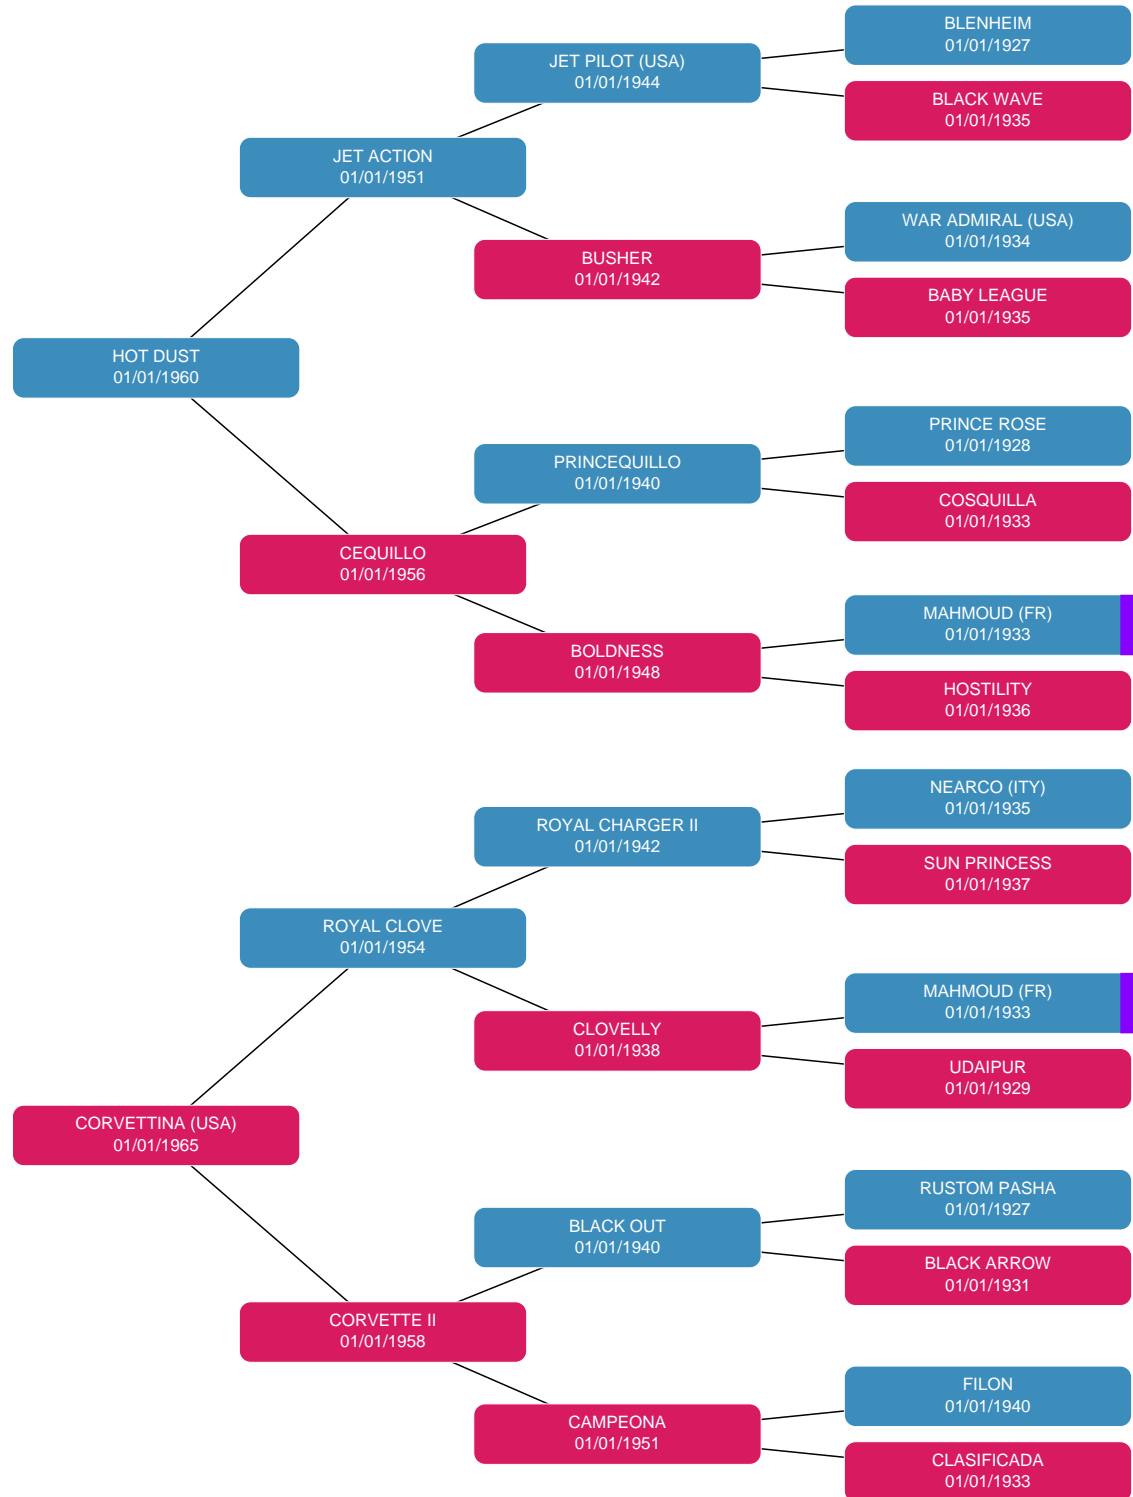 BLENHEIM
01/01/1927
JET PILOT (USA)
01/01/1944
BLACK WAVE
01/01/1935
JET ACTION
01/01/1951
WAR ADMIRAL (USA)
01/01/1934
BUSHER
01/01/1942
BABY LEAGUE
01/01/1935
HOT DUST
01/01/1960
PRINCE ROSE
01/01/1928
PRINCEQUILLO
01/01/1940
COSQUILLA
01/01/1933
CEQUILLO
01/01/1956
MAHMOUD (FR)
01/01/1933
BOLDNESS
01/01/1948
HOSTILITY
01/01/1936
NEARCO (ITY)
01/01/1935
ROYAL CHARGER II
01/01/1942
SUN PRINCESS
01/01/1937
ROYAL CLOVE
01/01/1954
MAHMOUD (FR)
01/01/1933
CLOVELLY
01/01/1938
UDAIPUR
01/01/1929
CORVETTINA (USA)
01/01/1965
RUSTOM PASHA
01/01/1927
BLACK OUT
01/01/1940
BLACK ARROW
01/01/1931
CORVETTE II
01/01/1958
FILON
01/01/1940
CAMPEONA
01/01/1951
CLASIFICADA
01/01/1933